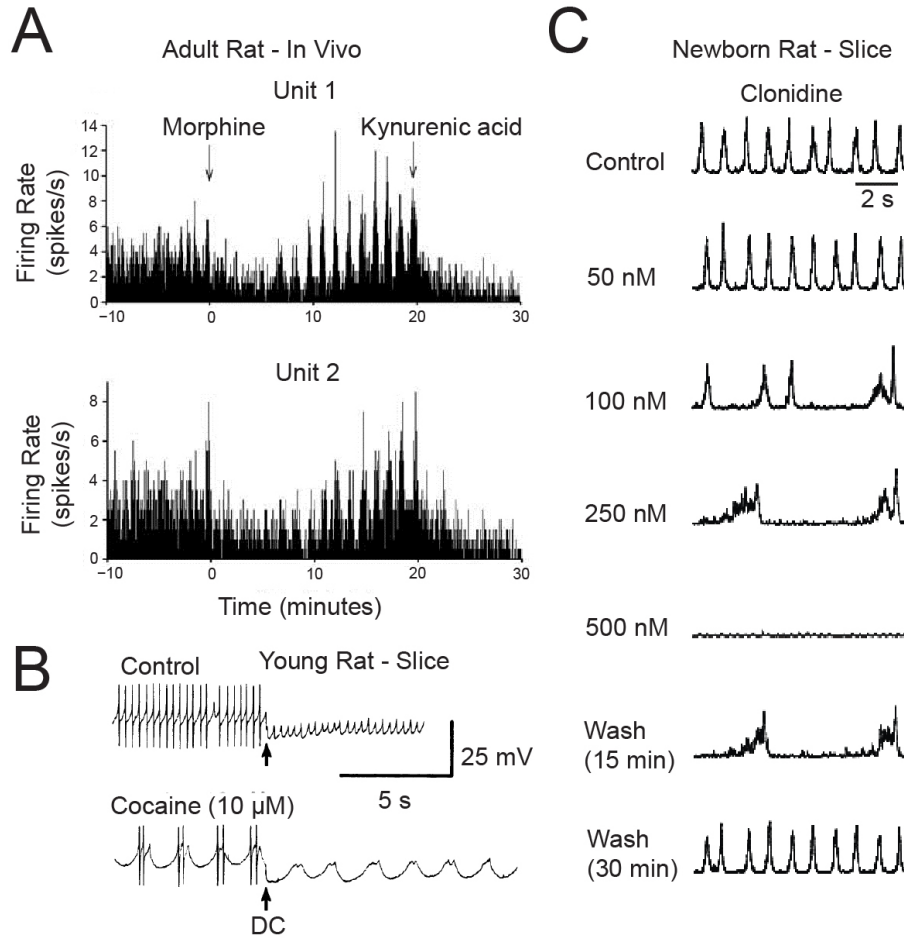 A
Adult Rat - In Vivo
Unit 1
Morphine
Kynurenic acid
Firing Rate
(spikes/s)
14
12
10
8
6
4
2
0
−10
0
10
20
30
Unit 2
Firing Rate
(spikes/s)
8
6
4
2
0
−10
0
10
20
30
Time (minutes)
B
Control
Young Rat - Slice
25 mV
5 s
Cocaine (10 µM)
DC
C
Newborn Rat - Slice
Clonidine
Control
2 s
50 nM
100 nM
250 nM
500 nM
Wash
(15 min)
Wash
(30 min)